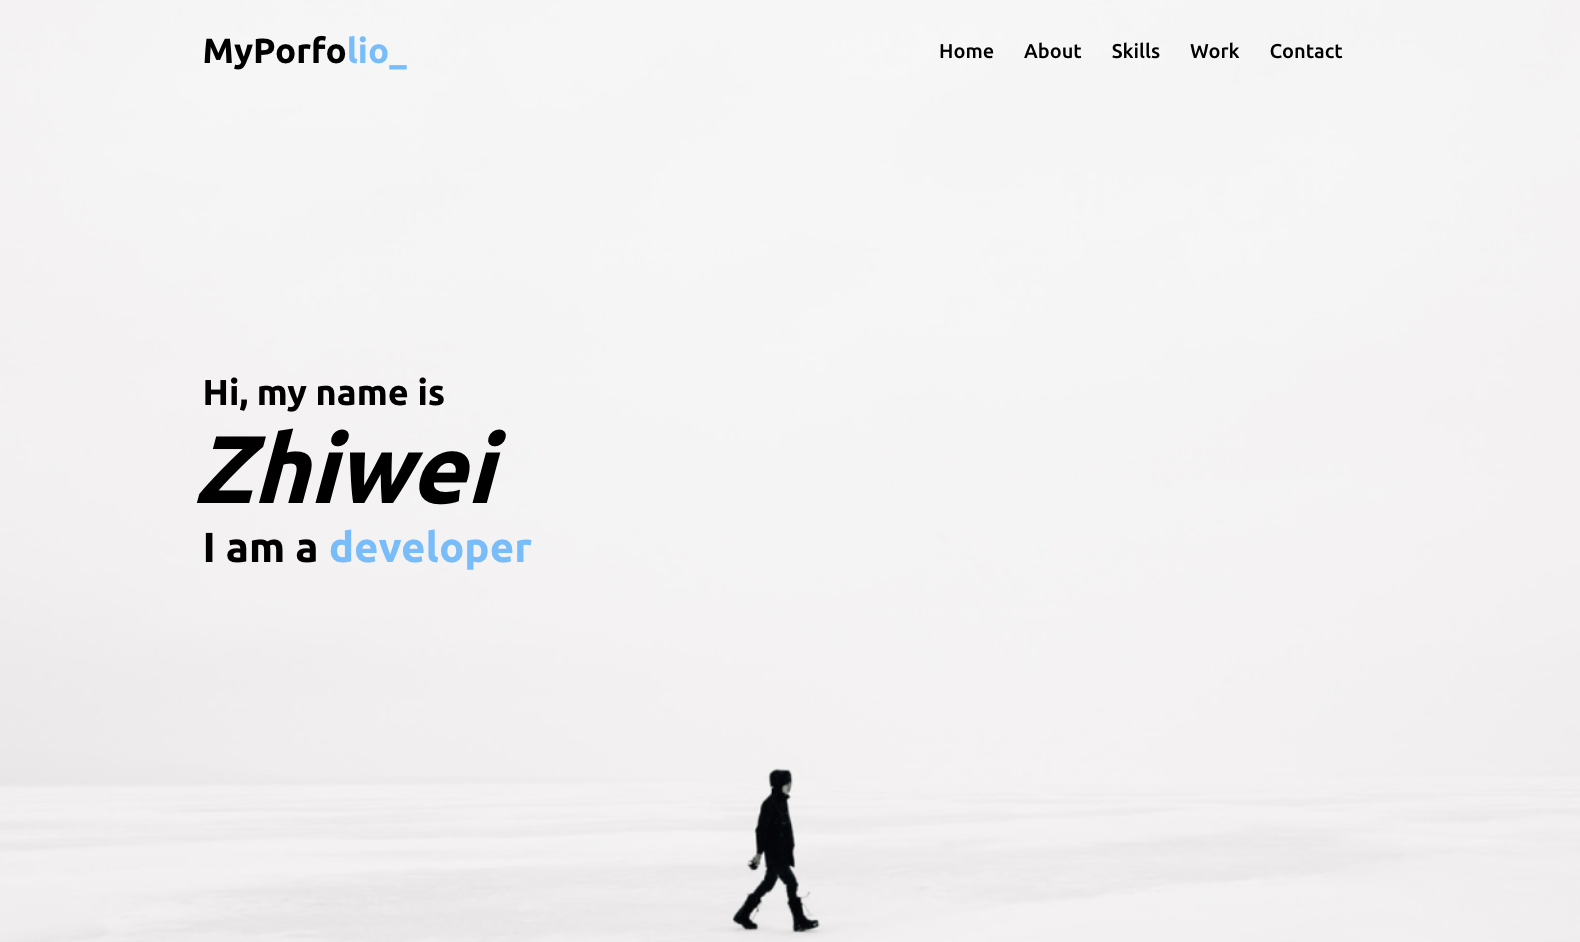 MyPorfolio_
Home About Skills Work Contact
Hi, my name is
Zhiwei
I am a developer